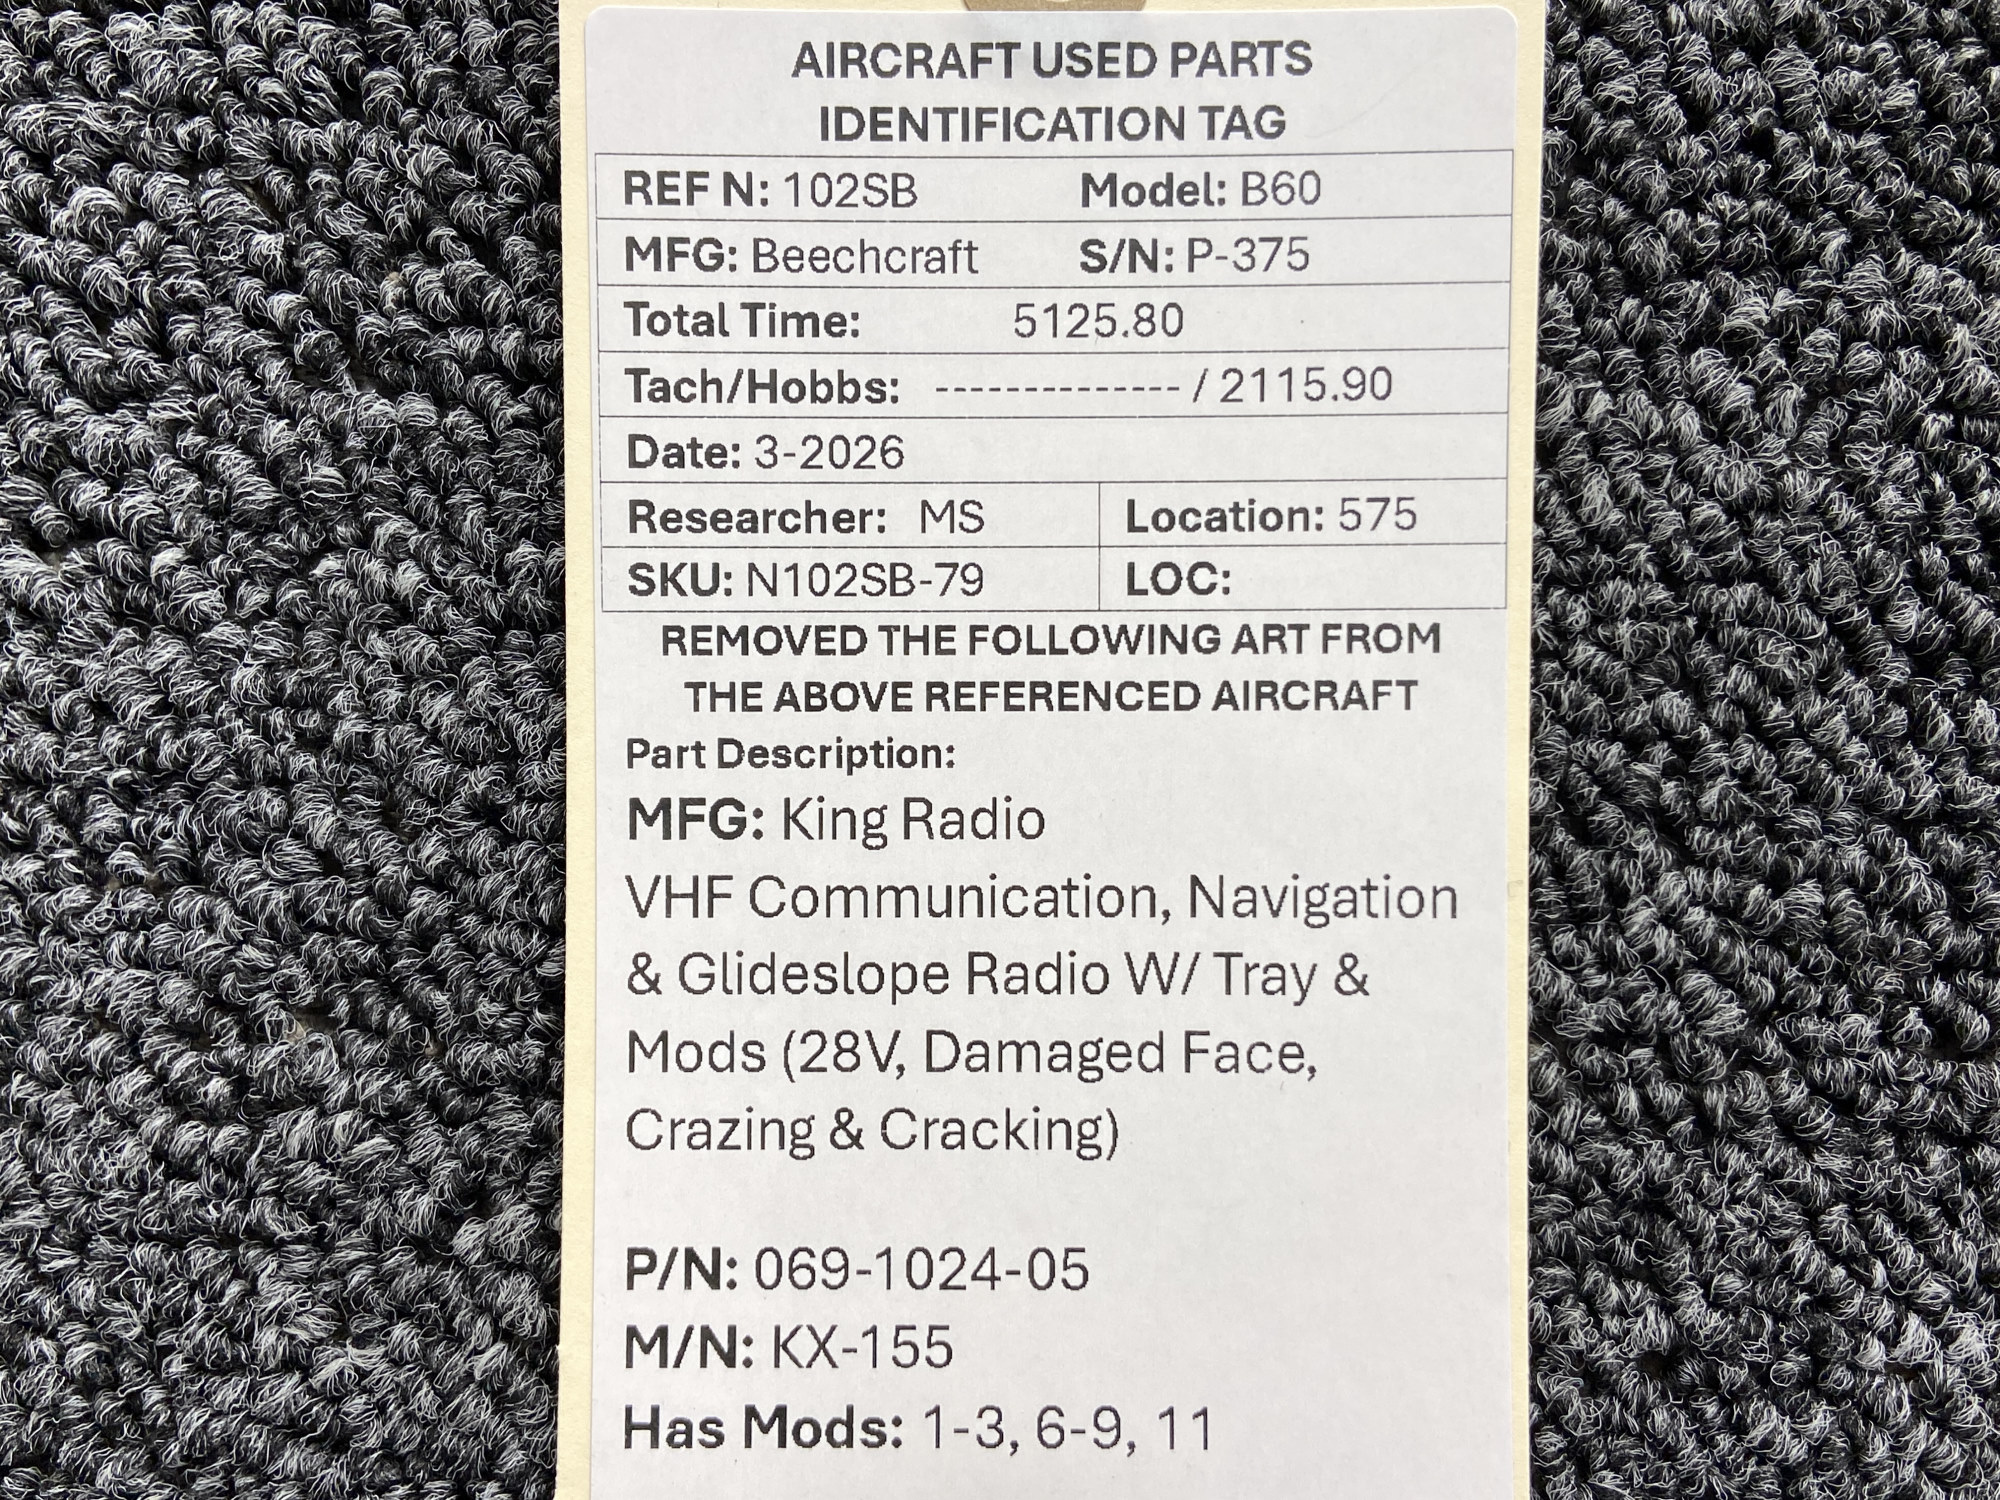 AIRCRAFT USED PARTS
IDENTIFICATION TAG
REF N: 102SB Model: B60
MFG: Beechcraft S/N: P-375
Total Time: 5125.80
Tach/Hobbs: -------------- / 2115.90
Date: 3-2026
Researcher: MS Location: 575
SKU: N102SB-79 LOC:
REMOVED THE FOLLOWING ART FROM
THE ABOVE REFERENCED AIRCRAFT
Part Description:
MFG: King Radio
VHF Communication, Navigation
& Glideslope Radio W/ Tray &
Mods (28V, Damaged Face,
Crazing & Cracking)
P/N: 069-1024-05
M/N: KX-155
Has Mods: 1-3, 6-9, 11